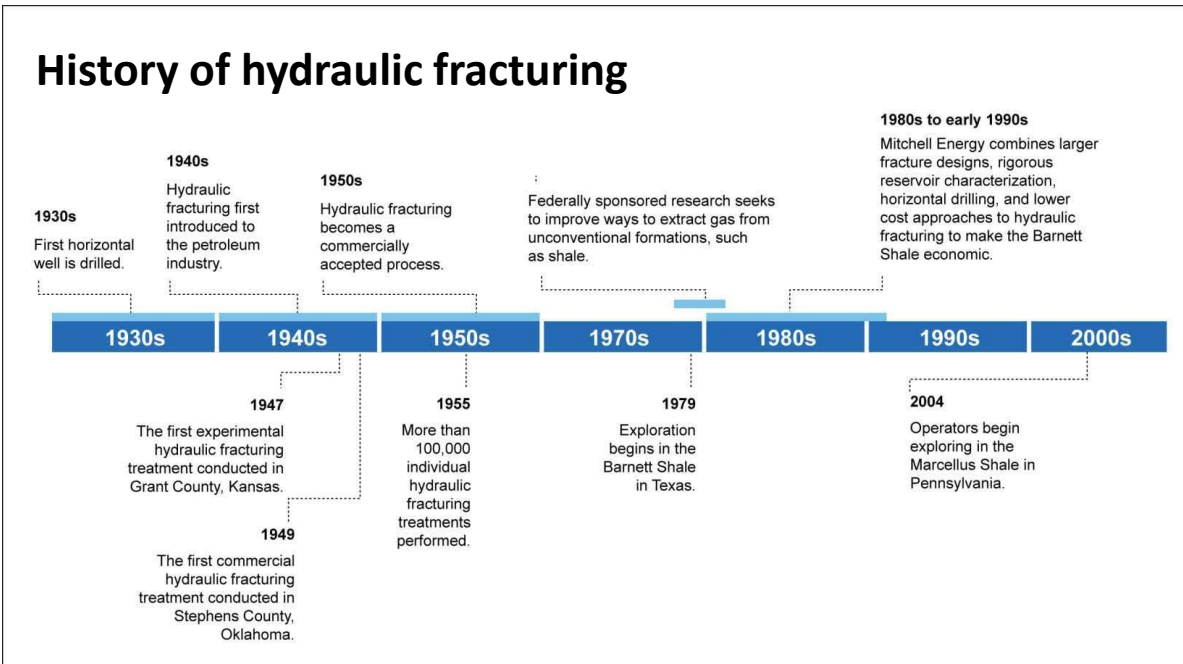 History of hydraulic fracturing
1930s
First horizontal
well is drilled.
1940s
Hydraulic
fracturing first
introduced to
the petroleum
industry.
1950s
Hydraulic fracturing
becomes a
commercially
accepted process.
Federally sponsored research seeks
to improve ways to extract gas from
unconventional formations, such
as shale.
1980s to early 1990s
Mitchell Energy combines larger
fracture designs, rigorous
reservoir characterization,
horizontal drilling, and lower
cost approaches to hydraulic
fracturing to make the Barnett
Shale economic.
1930s
1940s
1950s
1970s
1980s
1990s
2000s
1947
The first experimental
hydraulic fracturing
treatment conducted in
Grant County, Kansas.
1949
The first commercial
hydraulic fracturing
treatment conducted in
Stephens County,
Oklahoma.
1955
More than
100,000
individual
hydraulic
fracturing
treatments
performed.
1979
Exploration
begins in the
Barnett Shale
in Texas.
2004
Operators begin
exploring in the
Marcellus Shale in
Pennsylvania.